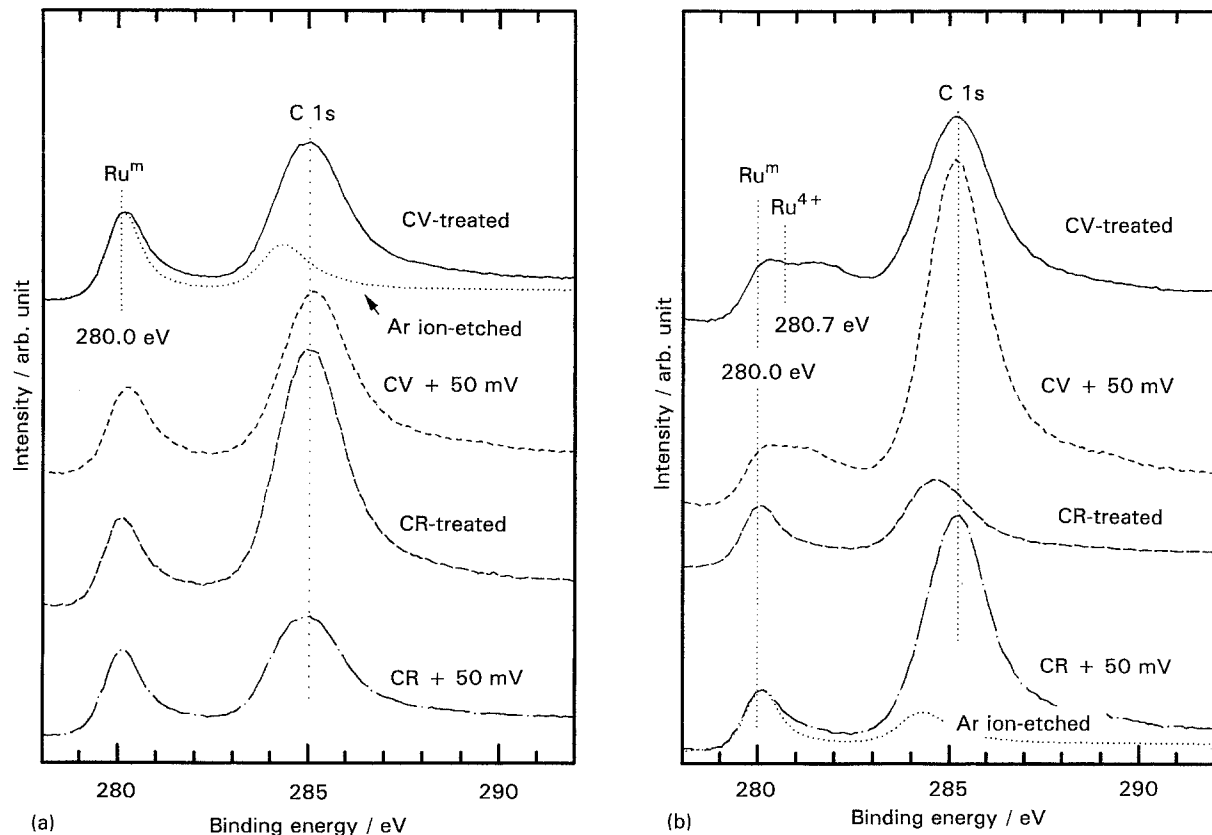 C 1s
Ru^m
CV-treated
280.0 eV
Ar ion-etched
CV + 50 mV
CR-treated
CR + 50 mV
Intensity / arb. unit
280
285
290
(a)
Binding energy / eV
C 1s
Ru^m
Ru^4+
CV-treated
280.7 eV
280.0 eV
CV + 50 mV
CR-treated
CR + 50 mV
Ar ion-etched
Intensity / arb. unit
280
285
290
(b)
Binding energy / eV